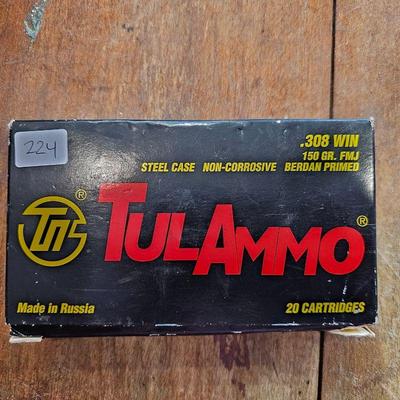 224
.308 WIN
150 GR. FMJ
STEEL CASE NON-CORROSIVE BERDAN PRIMED
®
TULAMMO®
Made in Russia
20 CARTRIDGES